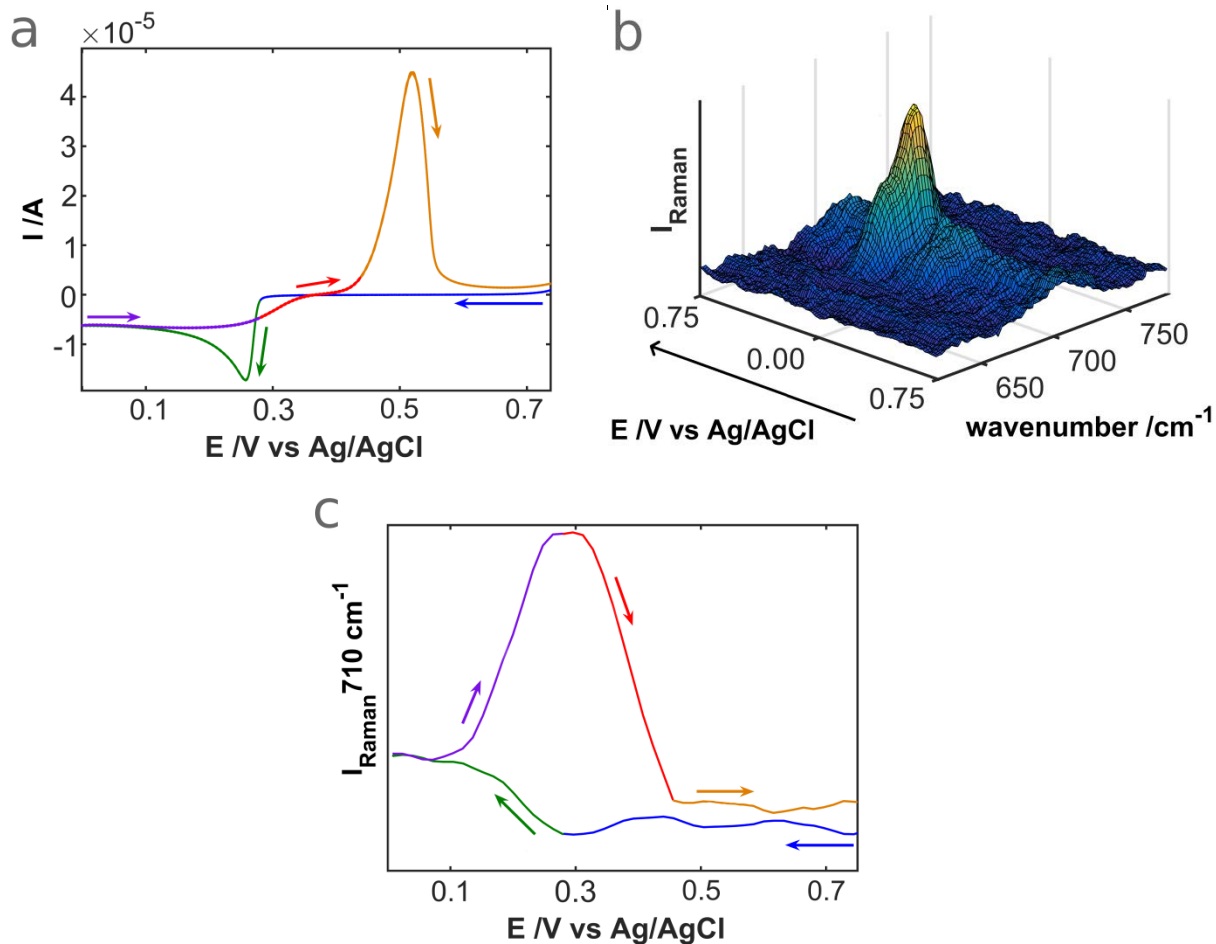 a
×10⁻⁵
4
3
2
1
0
-1
I /A
0.1 0.3 0.5 0.7
E /V vs Ag/AgCl
b
I_Raman
0.75
0.00
0.75
650
700
750
E /V vs Ag/AgCl
wavenumber /cm⁻¹
c
I_Raman 710 cm⁻¹
0.1 0.3 0.5 0.7
E /V vs Ag/AgCl